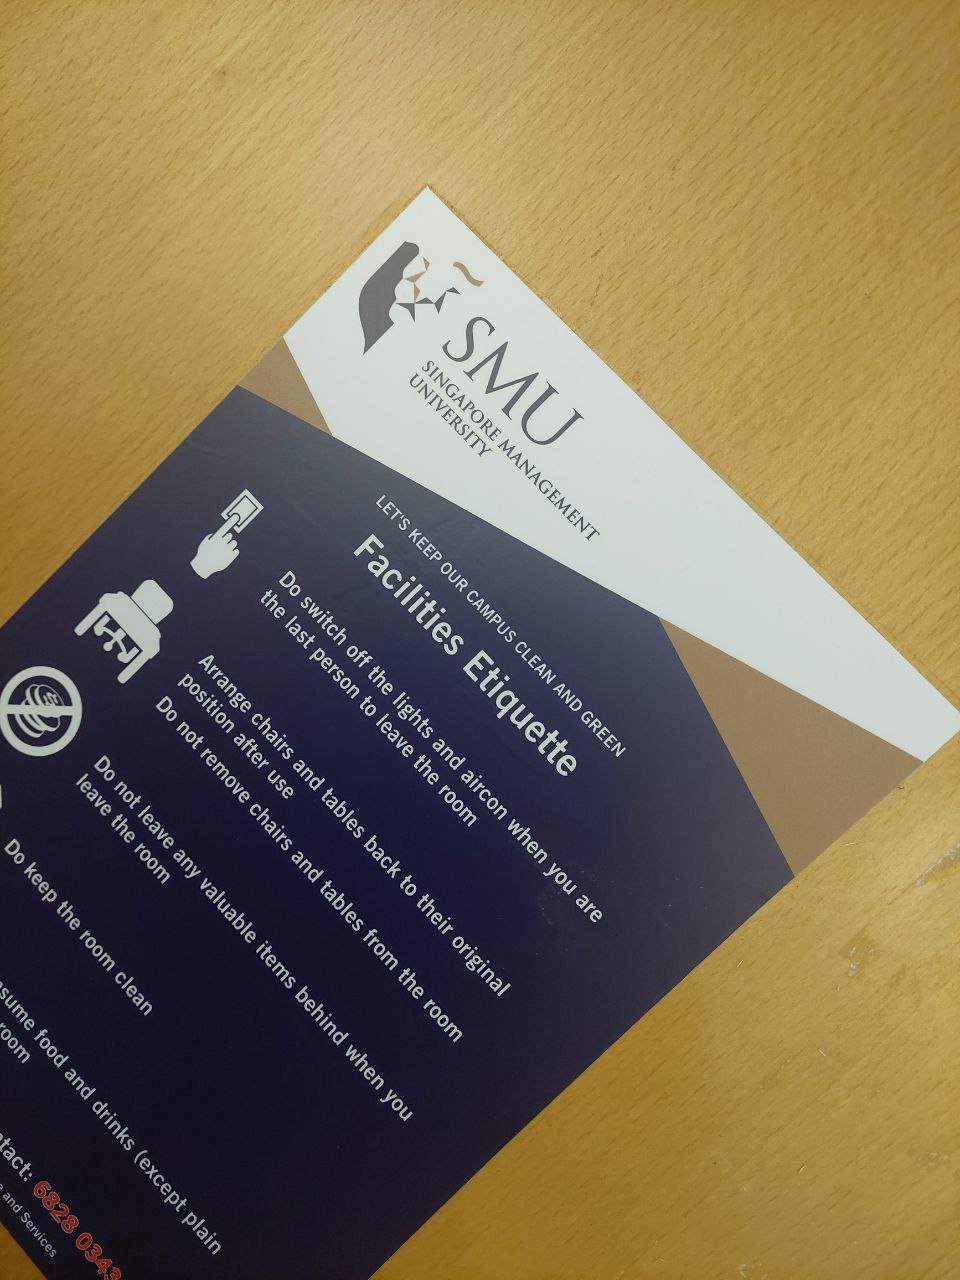 SMU
SINGAPORE MANAGEMENT
UNIVERSITY
LET'S KEEP OUR CAMPUS CLEAN AND GREEN
Facilities Etiquette
Do switch off the lights and aircon when you are
the last person to leave the room
Arrange chairs and tables back to their original
position after use
Do not remove chairs and tables from the room
Do not leave any valuable items behind when you
leave the room
Do keep the room clean
food and drinks (except plain
room
6828 0343
and Services